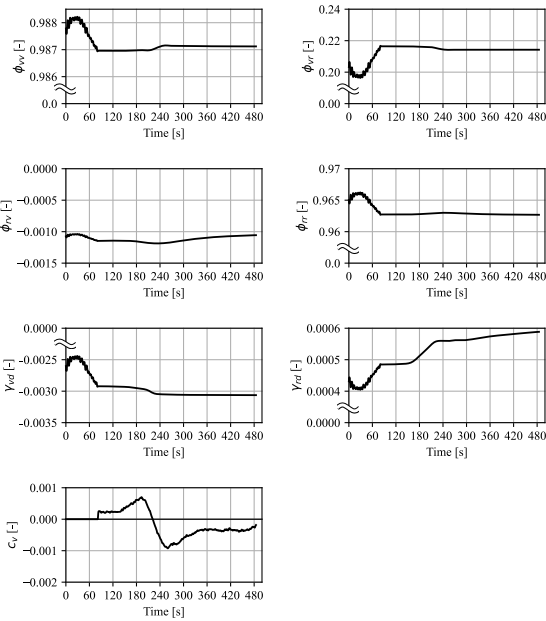 0.988
0.987
0.986
0.0
ϕvv [-]
0 60 120 180 240 300 360 420 480
Time [s]
0.24
0.22
0.20
0.00
ϕvr [-]
0 60 120 180 240 300 360 420 480
Time [s]
0.0000
−0.0005
−0.0010
−0.0015
ϕrv [-]
0 60 120 180 240 300 360 420 480
Time [s]
0.97
0.965
0.96
0.0
ϕrr [-]
0 60 120 180 240 300 360 420 480
Time [s]
0.0000
-0.0025
-0.0030
-0.0035
γvd [-]
0 60 120 180 240 300 360 420 480
Time [s]
0.0006
0.0005
0.0004
0.0000
γrd [-]
0 60 120 180 240 300 360 420 480
Time [s]
0.001
0.000
−0.001
−0.002
cv [-]
0 60 120 180 240 300 360 420 480
Time [s]